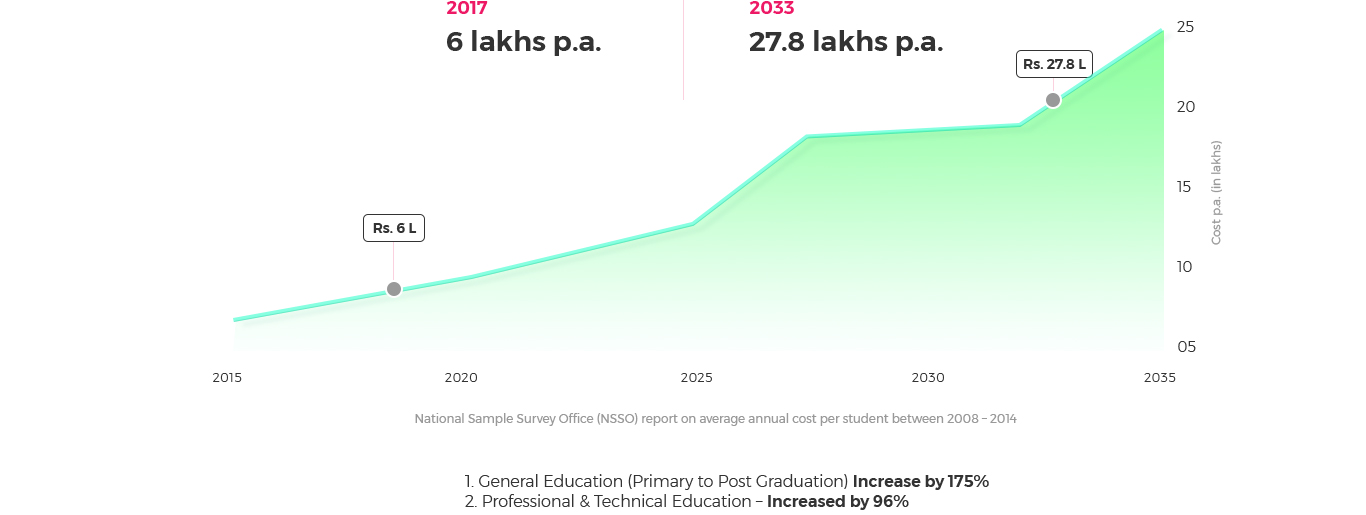 2017
6 lakhs p.a.
2033
27.8 lakhs p.a.
Rs. 6 L
Rs. 27.8 L
25
20
15
10
05
Cost p.a. (in lakhs)
2015 2020 2025 2030 2035
National Sample Survey Office (NSSO) report on average annual cost per student between 2008 – 2014
1. General Education (Primary to Post Graduation) Increase by 175%
2. Professional & Technical Education – Increased by 96%